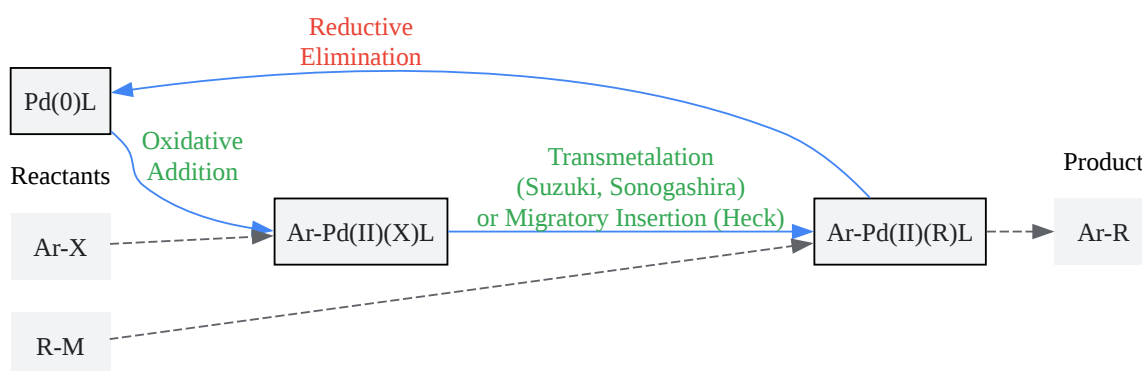 Reductive
Elimination
Pd(0)L
Oxidative
Addition
Reactants
Transmetalation
(Suzuki, Sonogashira)
or Migratory Insertion (Heck)
Product
Ar-X
Ar-Pd(II)(X)L
Ar-Pd(II)(R)L
Ar-R
R-M